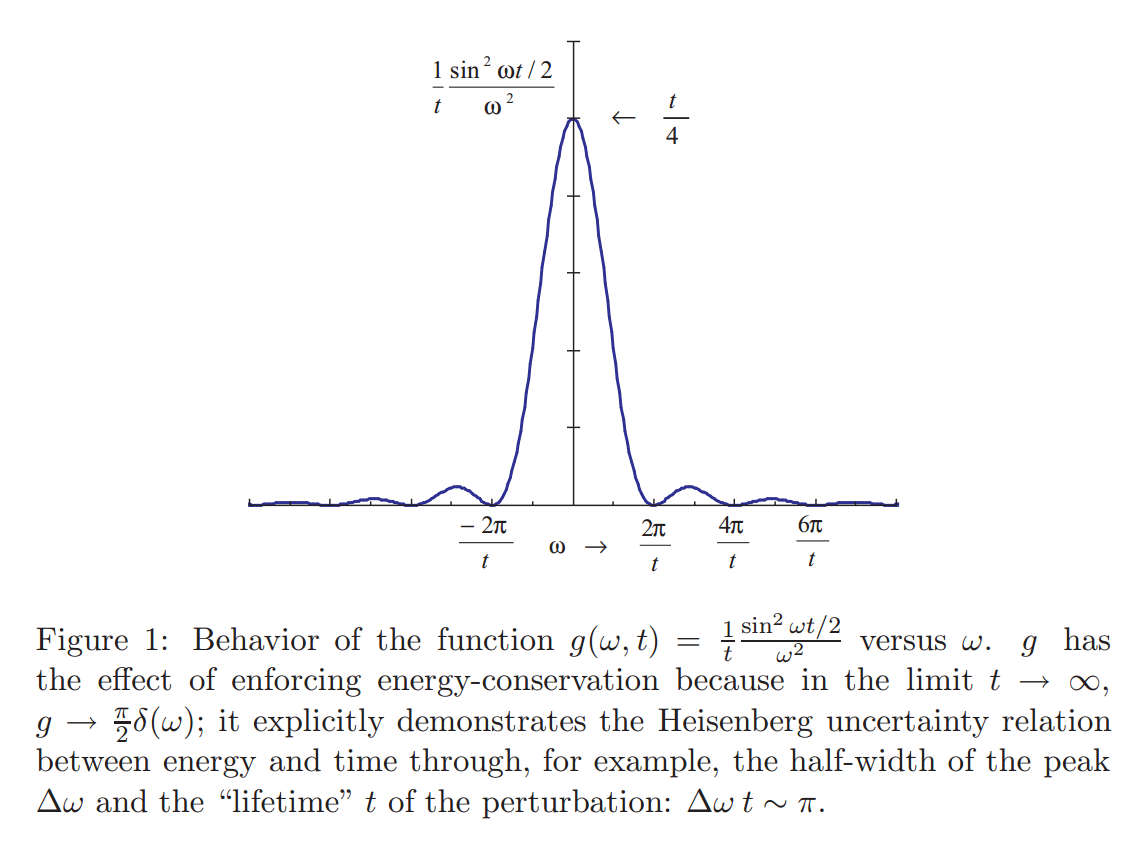 1/t sin² ωt / 2 / ω²
← t/4
− 2π/t ω → 2π/t 4π/t 6π/t
Figure 1: Behavior of the function g(ω, t) = 1/t sin² ωt/2 / ω² versus ω. g has
the effect of enforcing energy-conservation because in the limit t → ∞,
g → π/2 δ(ω); it explicitly demonstrates the Heisenberg uncertainty relation
between energy and time through, for example, the half-width of the peak
Δω and the “lifetime” t of the perturbation: Δω t ∼ π.